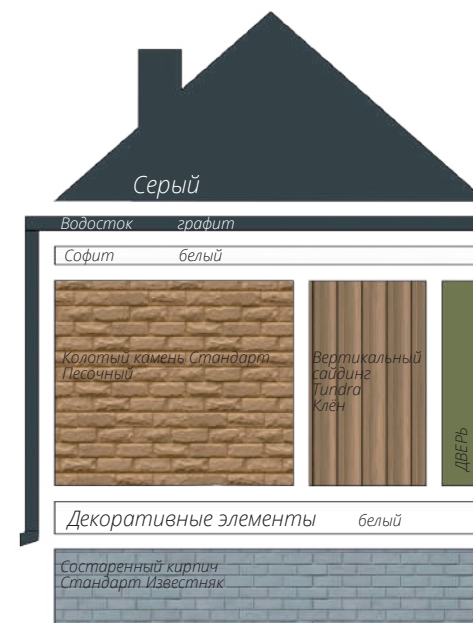 Серый
Водосток графит
Софит белый
Колотый камень Стандарт
Песочный
Вертикальный
сайдинг
Tundra
Клён
ДВЕРЬ
Декоративные элементы белый
Состаренный кирпич
Стандарт Известняк